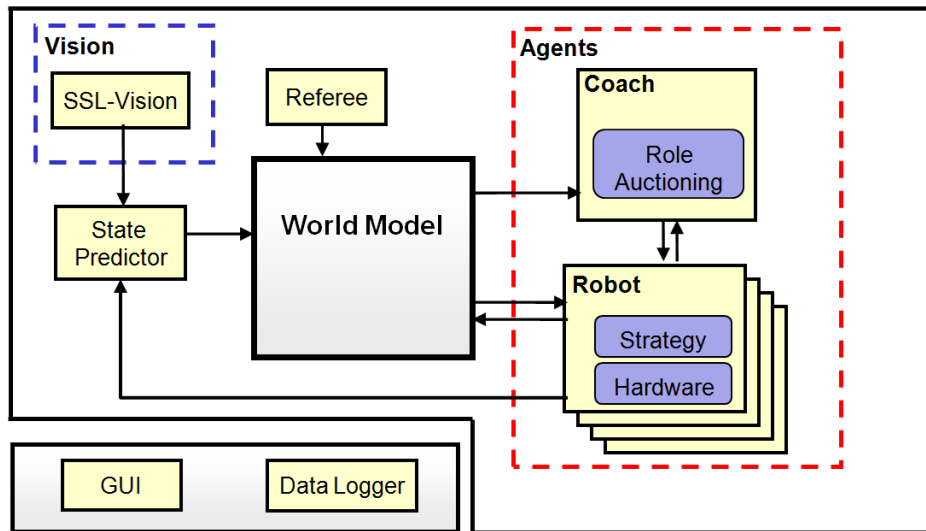 Vision
SSL-Vision
Referee
Agents
Coach
Role
Auctioning
State
Predictor
World Model
Robot
Strategy
Hardware
GUI
Data Logger